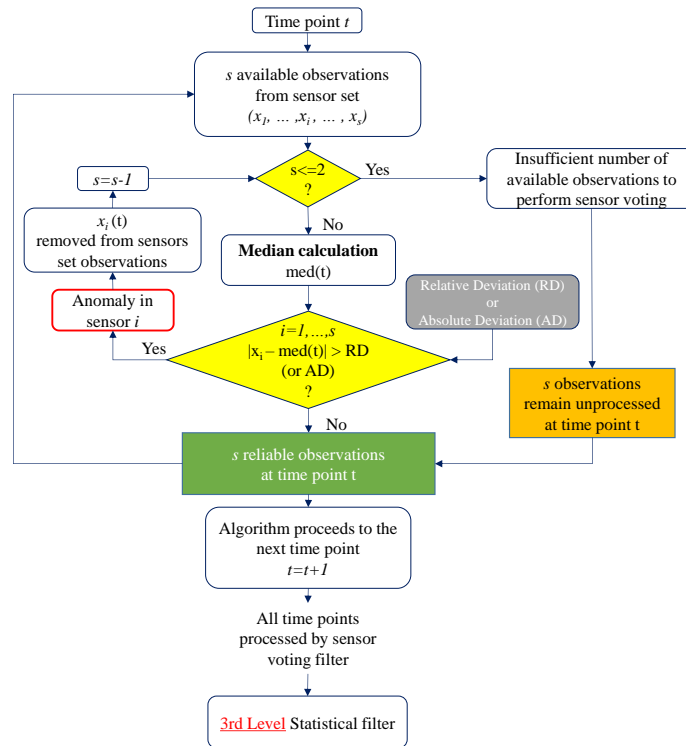 Time point t
s available observations
from sensor set
(x1, ... ,xi, ... , xs)
s<=2
?
Yes
Insufficient number of
available observations to
perform sensor voting
s=s-1
xi (t)
removed from sensors
set observations
No
Median calculation
med(t)
Relative Deviation (RD)
or
Absolute Deviation (AD)
Anomaly in
sensor i
Yes
i=1,...,s
|xi – med(t)| > RD
(or AD)
?
s observations
remain unprocessed
at time point t
No
s reliable observations
at time point t
Algorithm proceeds to the
next time point
t=t+1
All time points
processed by sensor
voting filter
3rd Level Statistical filter